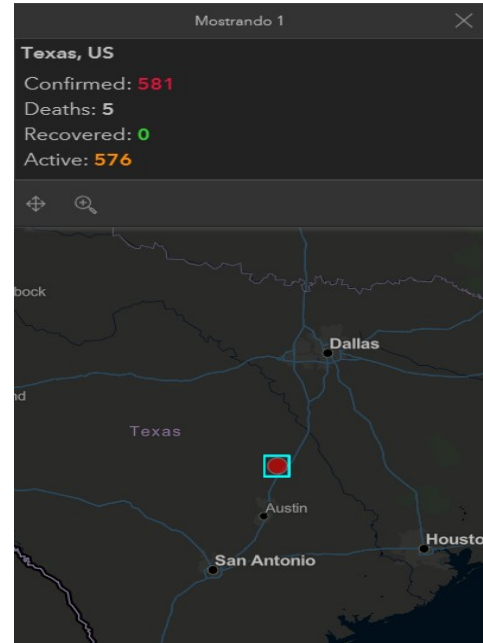 Mostrando 1
Texas, US
Confirmed: 581
Deaths: 5
Recovered: 0
Active: 576
bock
Dallas
nd
Texas
Austin
Housto
San Antonio